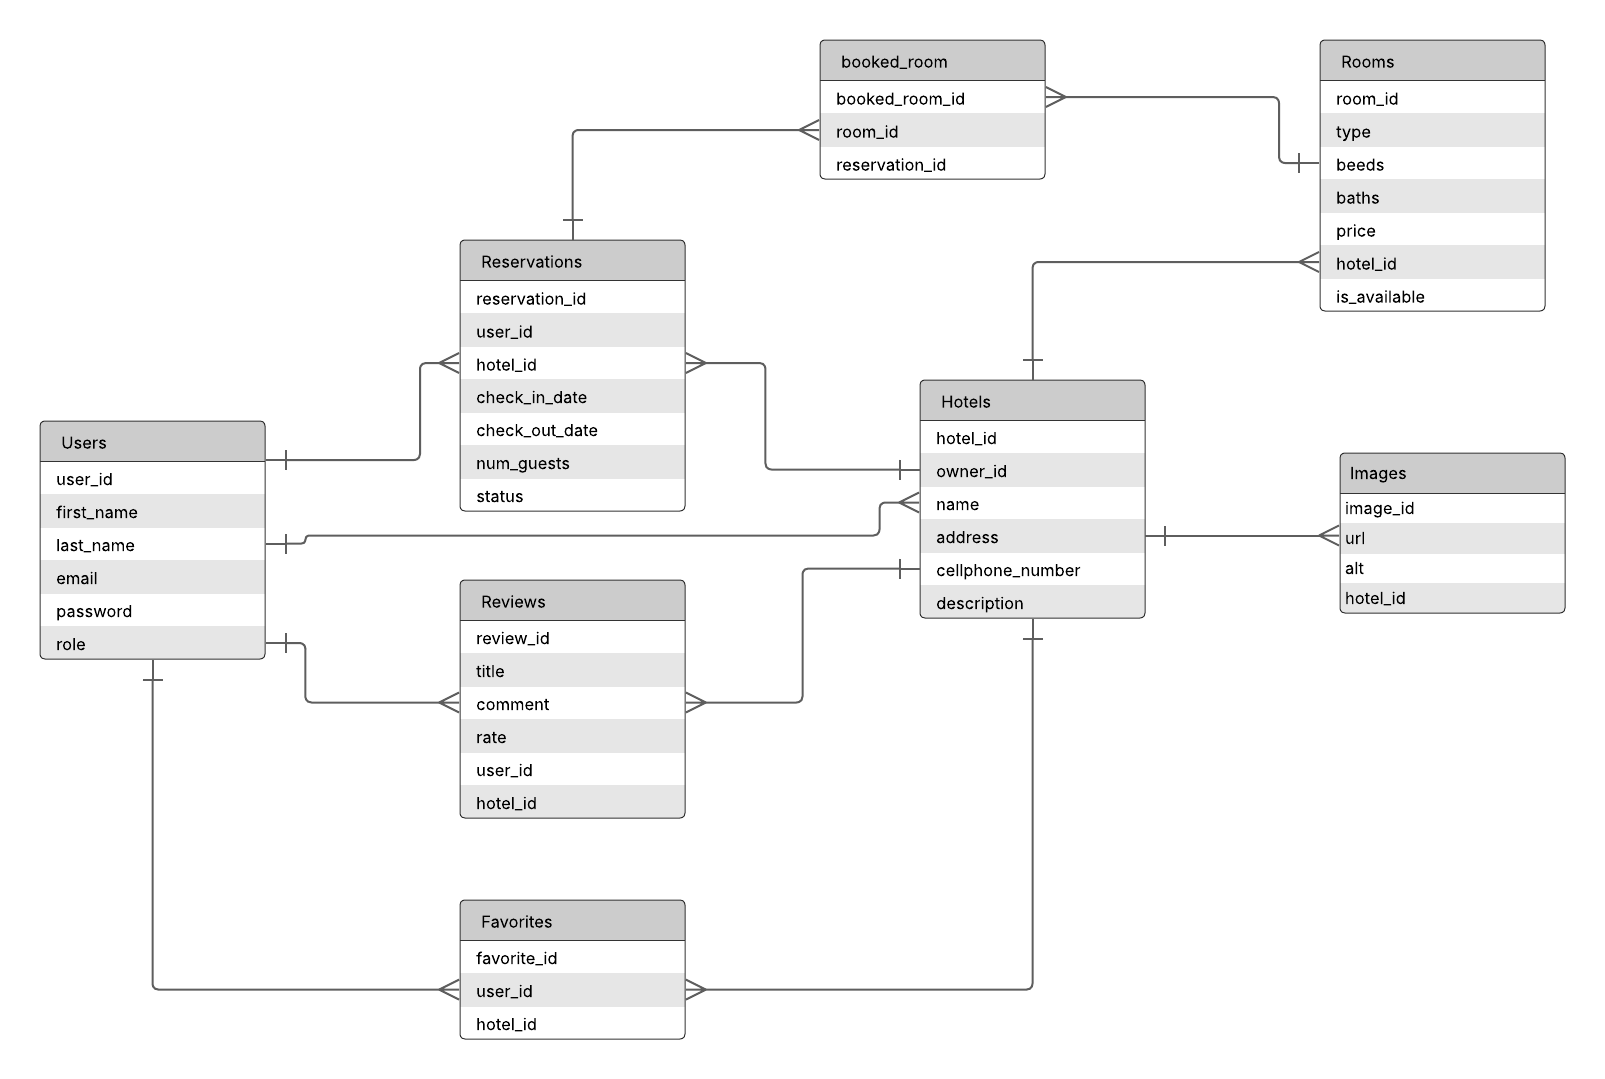 booked_room
booked_room_id
room_id
reservation_id
Rooms
room_id
type
beeds
baths
price
hotel_id
is_available
Reservations
reservation_id
user_id
hotel_id
check_in_date
check_out_date
num_guests
status
Hotels
hotel_id
owner_id
name
address
cellphone_number
description
Users
user_id
first_name
last_name
email
password
role
Images
image_id
url
alt
hotel_id
Reviews
review_id
title
comment
rate
user_id
hotel_id
Favorites
favorite_id
user_id
hotel_id